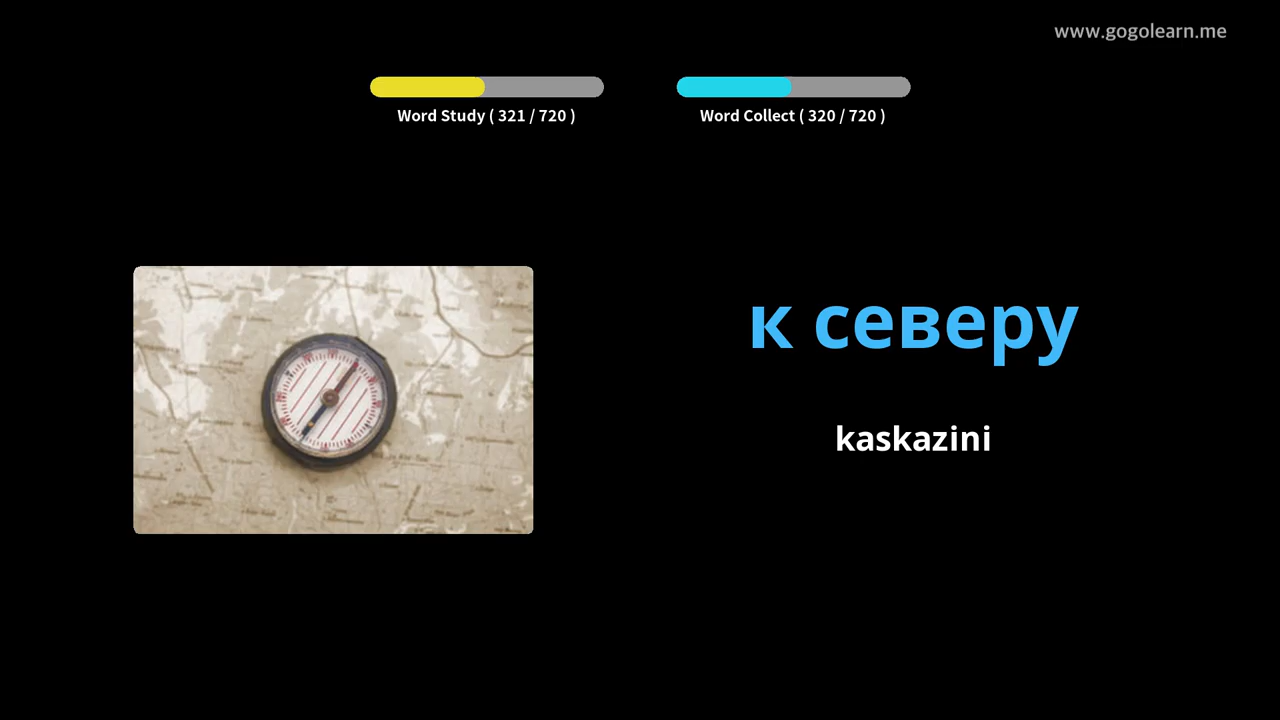 www.gogolearn.me
Word Study ( 321 / 720 )
Word Collect ( 320 / 720 )
к северу
kaskazini